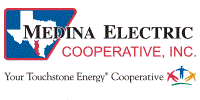 MEDINA ELECTRIC
COOPERATIVE, INC.
Your Touchstone Energy® Cooperative